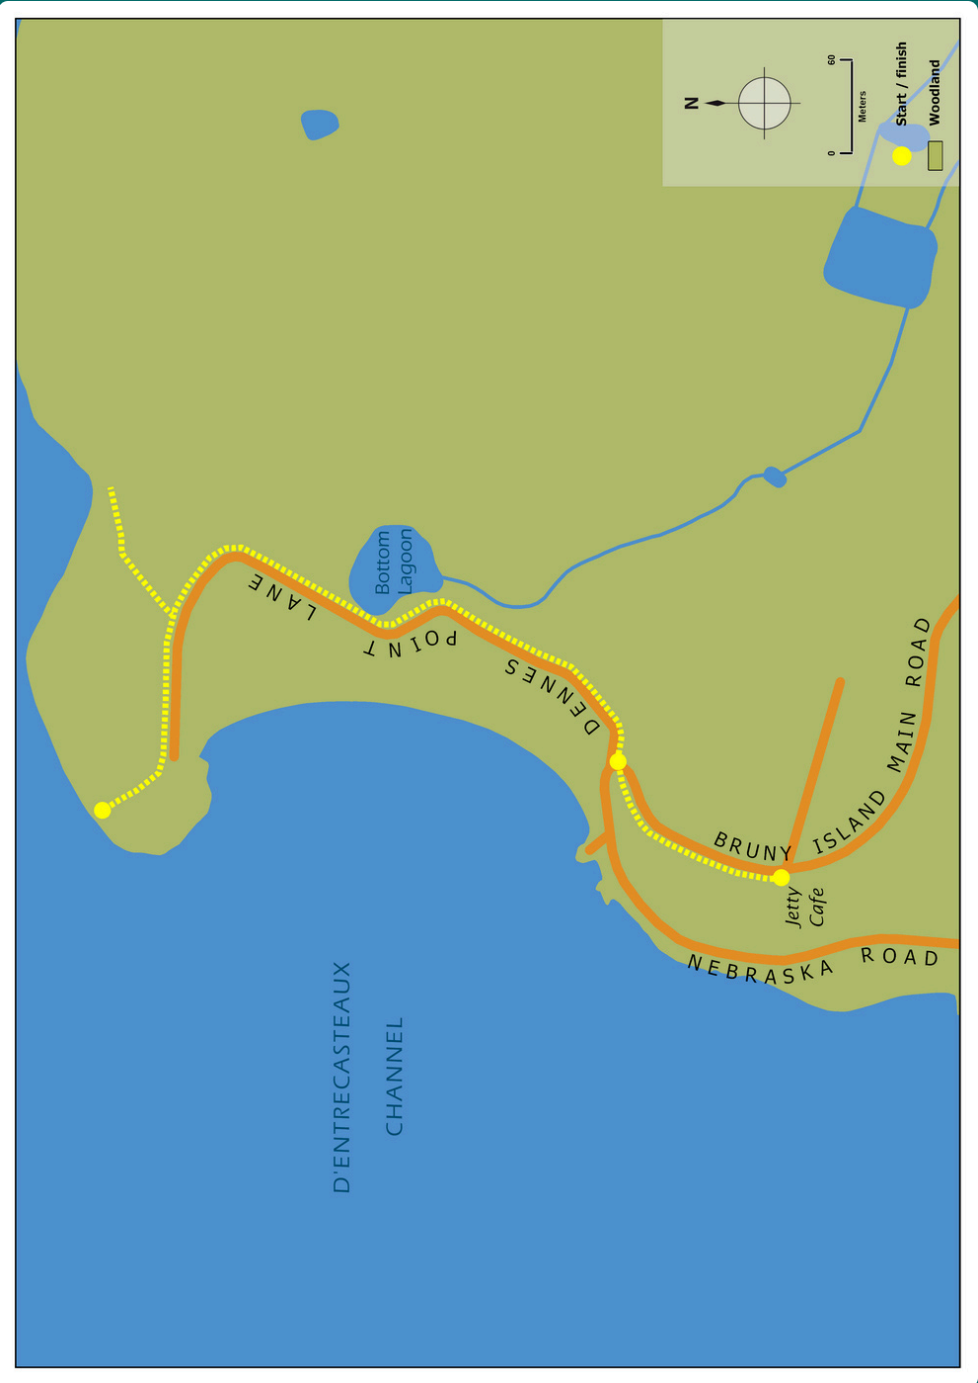 N
0
60
Meters
Start / finish
Woodland
Bottom
Lagoon
DENNES POINT LANE
BRUNY ISLAND MAIN ROAD
Jetty
Cafe
NEBRASKA ROAD
D'ENTRECASTEAUX
CHANNEL